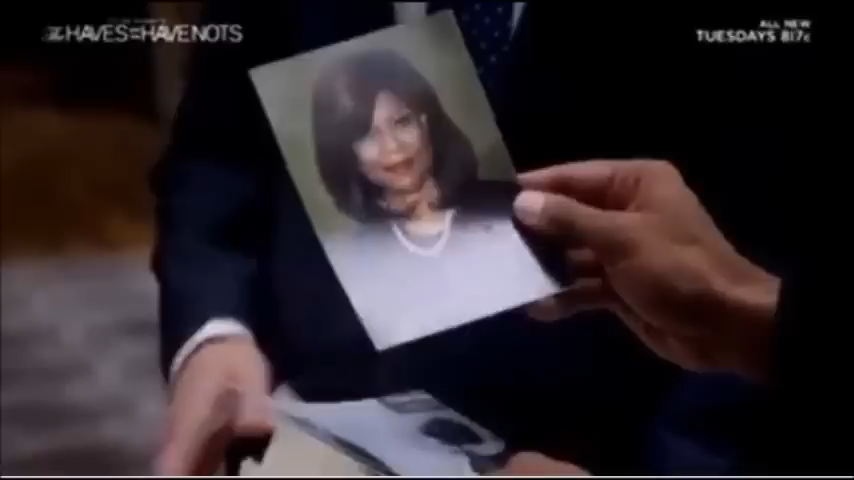 THE HAVES AND THE HAVE NOTS
ALL NEW
TUESDAYS 8|7c